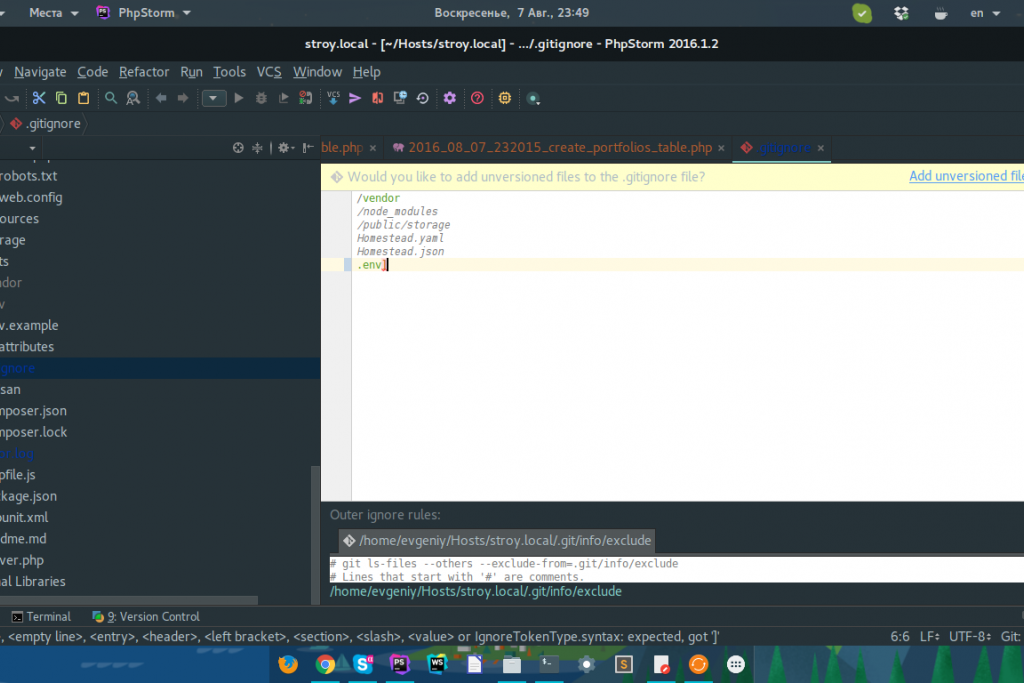 Места PhpStorm Воскресенье, 7 Авг., 23:49 en
stroy.local - [~/Hosts/stroy.local] - .../.gitignore - PhpStorm 2016.1.2
Navigate Code Refactor Run Tools VCS Window Help
VCS
.gitignore
ble.php × 2016_08_07_232015_create_portfolios_table.php × .gitignore ×
robots.txt
web.config
ources
rage
ts
ndor
v
v.example
attributes
gnore
san
mposer.json
mposer.lock
pfile.js
kage.json
unit.xml
dme.md
ver.php
nal Libraries
Would you like to add unversioned files to the .gitignore file? Add unversioned file
/vendor
/node_modules
/public/storage
Homestead.yaml
Homestead.json
.env]
Outer ignore rules:
/home/evgeniy/Hosts/stroy.local/.git/info/exclude
# git ls-files --others --exclude-from=.git/info/exclude
# Lines that start with '#' are comments.
/home/evgeniy/Hosts/stroy.local/.git/info/exclude
Terminal 9: Version Control
, <empty line>, <entry>, <header>, <left bracket>, <section>, <slash>, <value> or IgnoreTokenType.syntax: expected, got ']' 6:6 LF÷ UTF-8÷ Git:
PS WS S